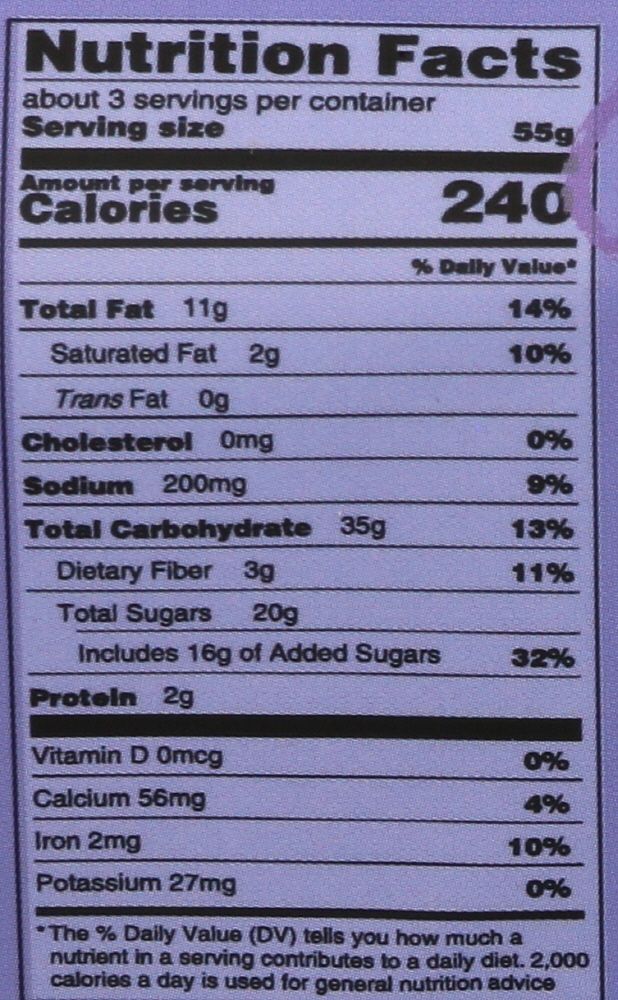 Nutrition Facts
about 3 servings per container
Serving size 55g
Amount per serving
Calories 240
% Daily Value*
Total Fat 11g 14%
Saturated Fat 2g 10%
Trans Fat 0g
Cholesterol 0mg 0%
Sodium 200mg 9%
Total Carbohydrate 35g 13%
Dietary Fiber 3g 11%
Total Sugars 20g
Includes 16g of Added Sugars 32%
Protein 2g
Vitamin D 0mcg 0%
Calcium 56mg 4%
Iron 2mg 10%
Potassium 27mg 0%
*The % Daily Value (DV) tells you how much a
nutrient in a serving contributes to a daily diet. 2,000
calories a day is used for general nutrition advice